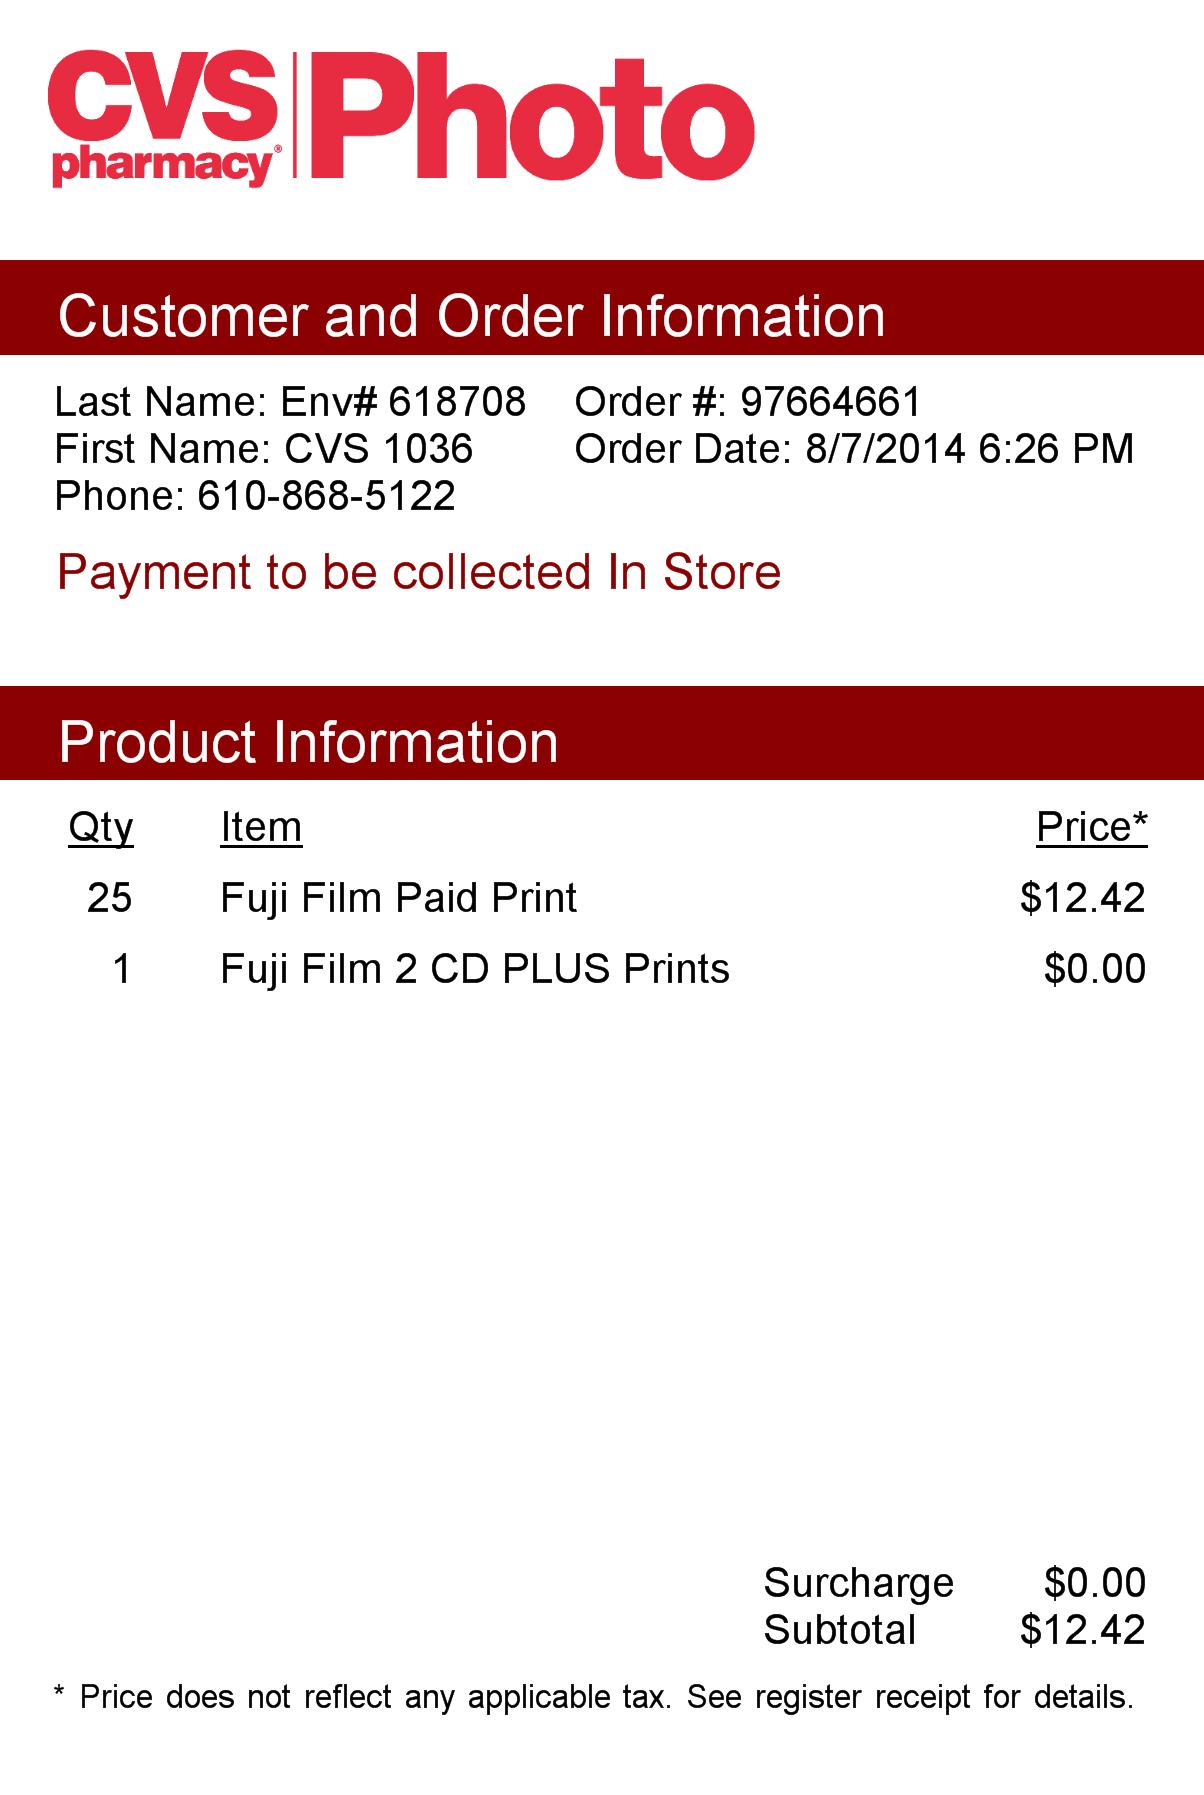 CVS pharmacy® Photo
Customer and Order Information
Last Name: Env# 618708 Order #: 97664661
First Name: CVS 1036 Order Date: 8/7/2014 6:26 PM
Phone: 610-868-5122
Payment to be collected In Store
Product Information
Qty Item Price*
25 Fuji Film Paid Print $12.42
1 Fuji Film 2 CD PLUS Prints $0.00
Surcharge $0.00
Subtotal $12.42
* Price does not reflect any applicable tax. See register receipt for details.